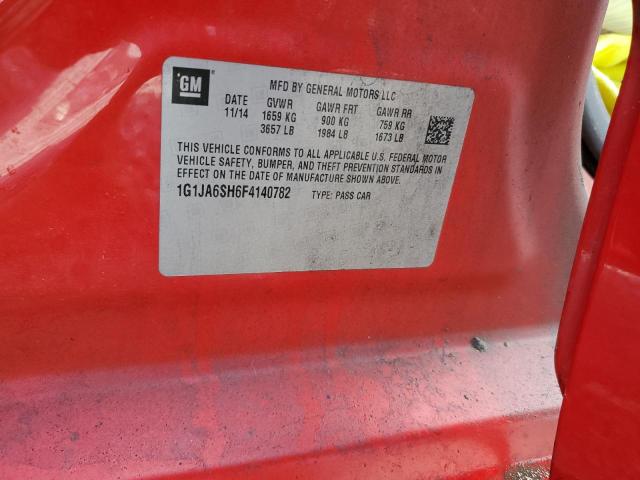 GM
MFD BY GENERAL MOTORS LLC
DATE GVWR GAWR FRT GAWR RR
11/14 1659 KG 900 KG 759 KG
3657 LB 1984 LB 1673 LB
THIS VEHICLE CONFORMS TO ALL APPLICABLE U.S. FEDERAL MOTOR
VEHICLE SAFETY, BUMPER, AND THEFT PREVENTION STANDARDS IN
EFFECT ON THE DATE OF MANUFACTURE SHOWN ABOVE.
1G1JA6SH6F4140782 TYPE: PASS CAR